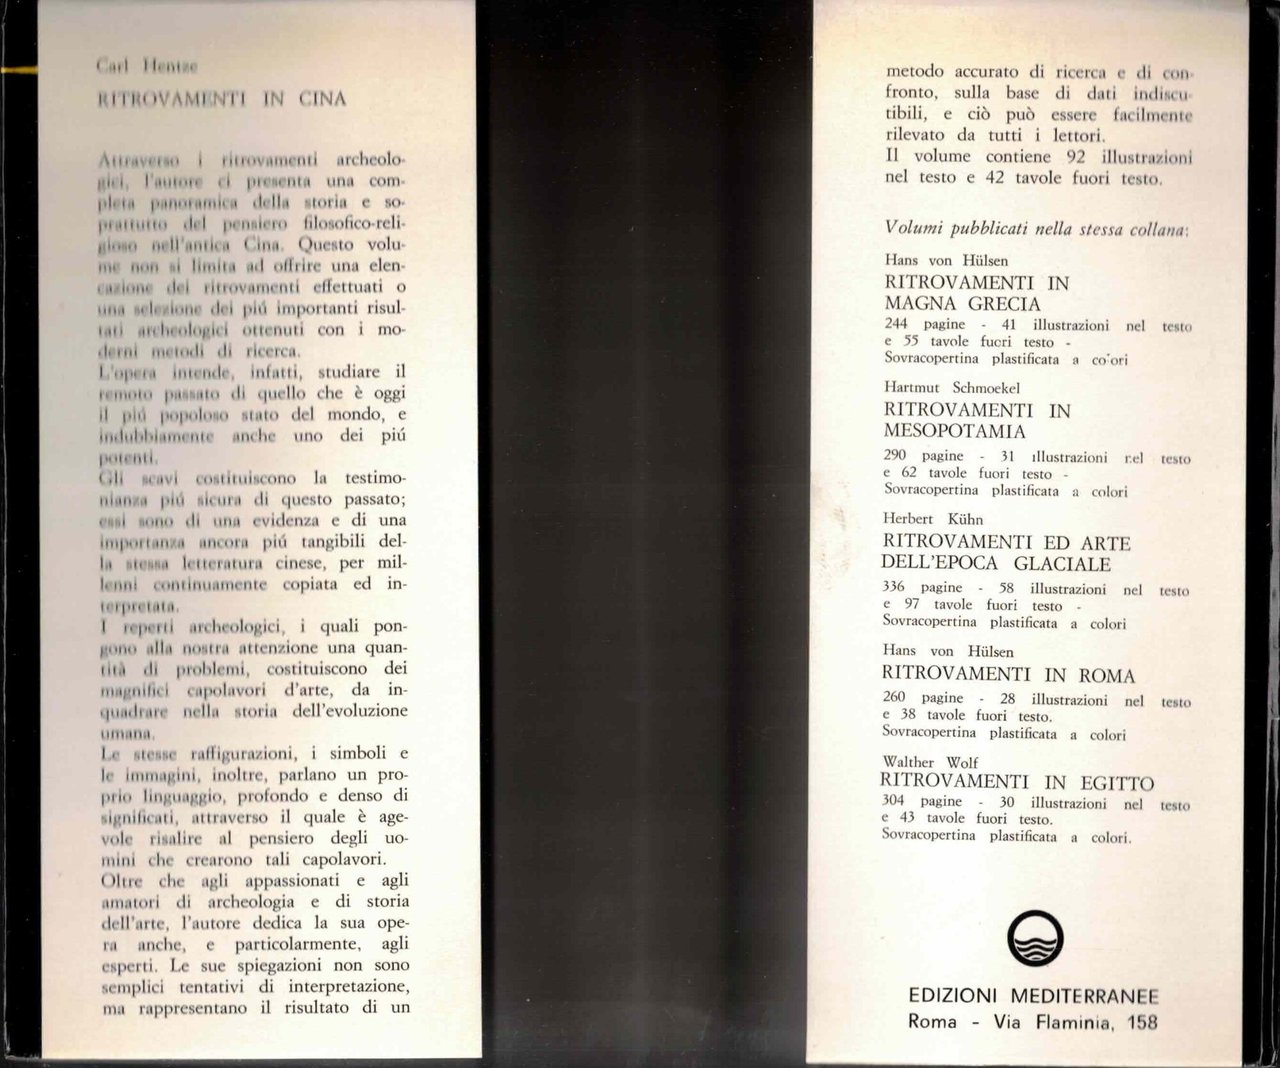 Carl Hentze
RITROVAMENTI IN CINA
Attraverso i ritrovamenti archeolo-
gici, l'autore ci presenta una com-
pleta panoramica della storia e so-
prattutto del pensiero filosofico-reli-
gioso nell'antica Cina. Questo volu-
me non si limita ad offrire una elen-
cazione dei ritrovamenti effettuati o
una selezione dei piú importanti risul-
tati archeologici ottenuti con i mo-
derni metodi di ricerca.
L'opera intende, infatti, studiare il
remoto passato di quello che è oggi
il piú popoloso stato del mondo, e
indubbiamente anche uno dei piú
potenti.
Gli scavi costituiscono la testimo-
nianza piú sicura di questo passato;
essi sono di una evidenza e di una
importanza ancora piú tangibili del-
la stessa letteratura cinese, per mil-
lenni continuamente copiata ed in-
terpretata.
I reperti archeologici, i quali pon-
gono alla nostra attenzione una quan-
tità di problemi, costituiscono dei
magnifici capolavori d'arte, da in-
quadrare nella storia dell'evoluzione
umana.
Le stesse raffigurazioni, i simboli e
le immagini, inoltre, parlano un pro-
prio linguaggio, profondo e denso di
significati, attraverso il quale è age-
vole risalire al pensiero degli uo-
mini che crearono tali capolavori.
Oltre che agli appassionati e agli
amatori di archeologia e di storia
dell'arte, l'autore dedica la sua ope-
ra anche, e particolarmente, agli
esperti. Le sue spiegazioni non sono
semplici tentativi di interpretazione,
ma rappresentano il risultato di un
metodo accurato di ricerca e di con-
fronto, sulla base di dati indiscu-
tibili, e ciò può essere facilmente
rilevato da tutti i lettori.
Il volume contiene 92 illustrazioni
nel testo e 42 tavole fuori testo.
Volumi pubblicati nella stessa collana:
Hans von Hülsen
RITROVAMENTI IN
MAGNA GRECIA
244 pagine - 41 illustrazioni nel testo
e 55 tavole fuori testo -
Sovracopertina plastificata a colori
Hartmut Schmoekel
RITROVAMENTI IN
MESOPOTAMIA
290 pagine - 31 illustrazioni nel testo
e 62 tavole fuori testo -
Sovracopertina plastificata a colori
Herbert Kühn
RITROVAMENTI ED ARTE
DELL'EPOCA GLACIALE
336 pagine - 58 illustrazioni nel testo
e 97 tavole fuori testo -
Sovracopertina plastificata a colori
Hans von Hülsen
RITROVAMENTI IN ROMA
260 pagine - 28 illustrazioni nel testo
e 38 tavole fuori testo.
Sovracopertina plastificata a colori
Walther Wolf
RITROVAMENTI IN EGITTO
304 pagine - 30 illustrazioni nel testo
e 43 tavole fuori testo.
Sovracopertina plastificata a colori.
EDIZIONI MEDITERRANEE
Roma - Via Flaminia, 158